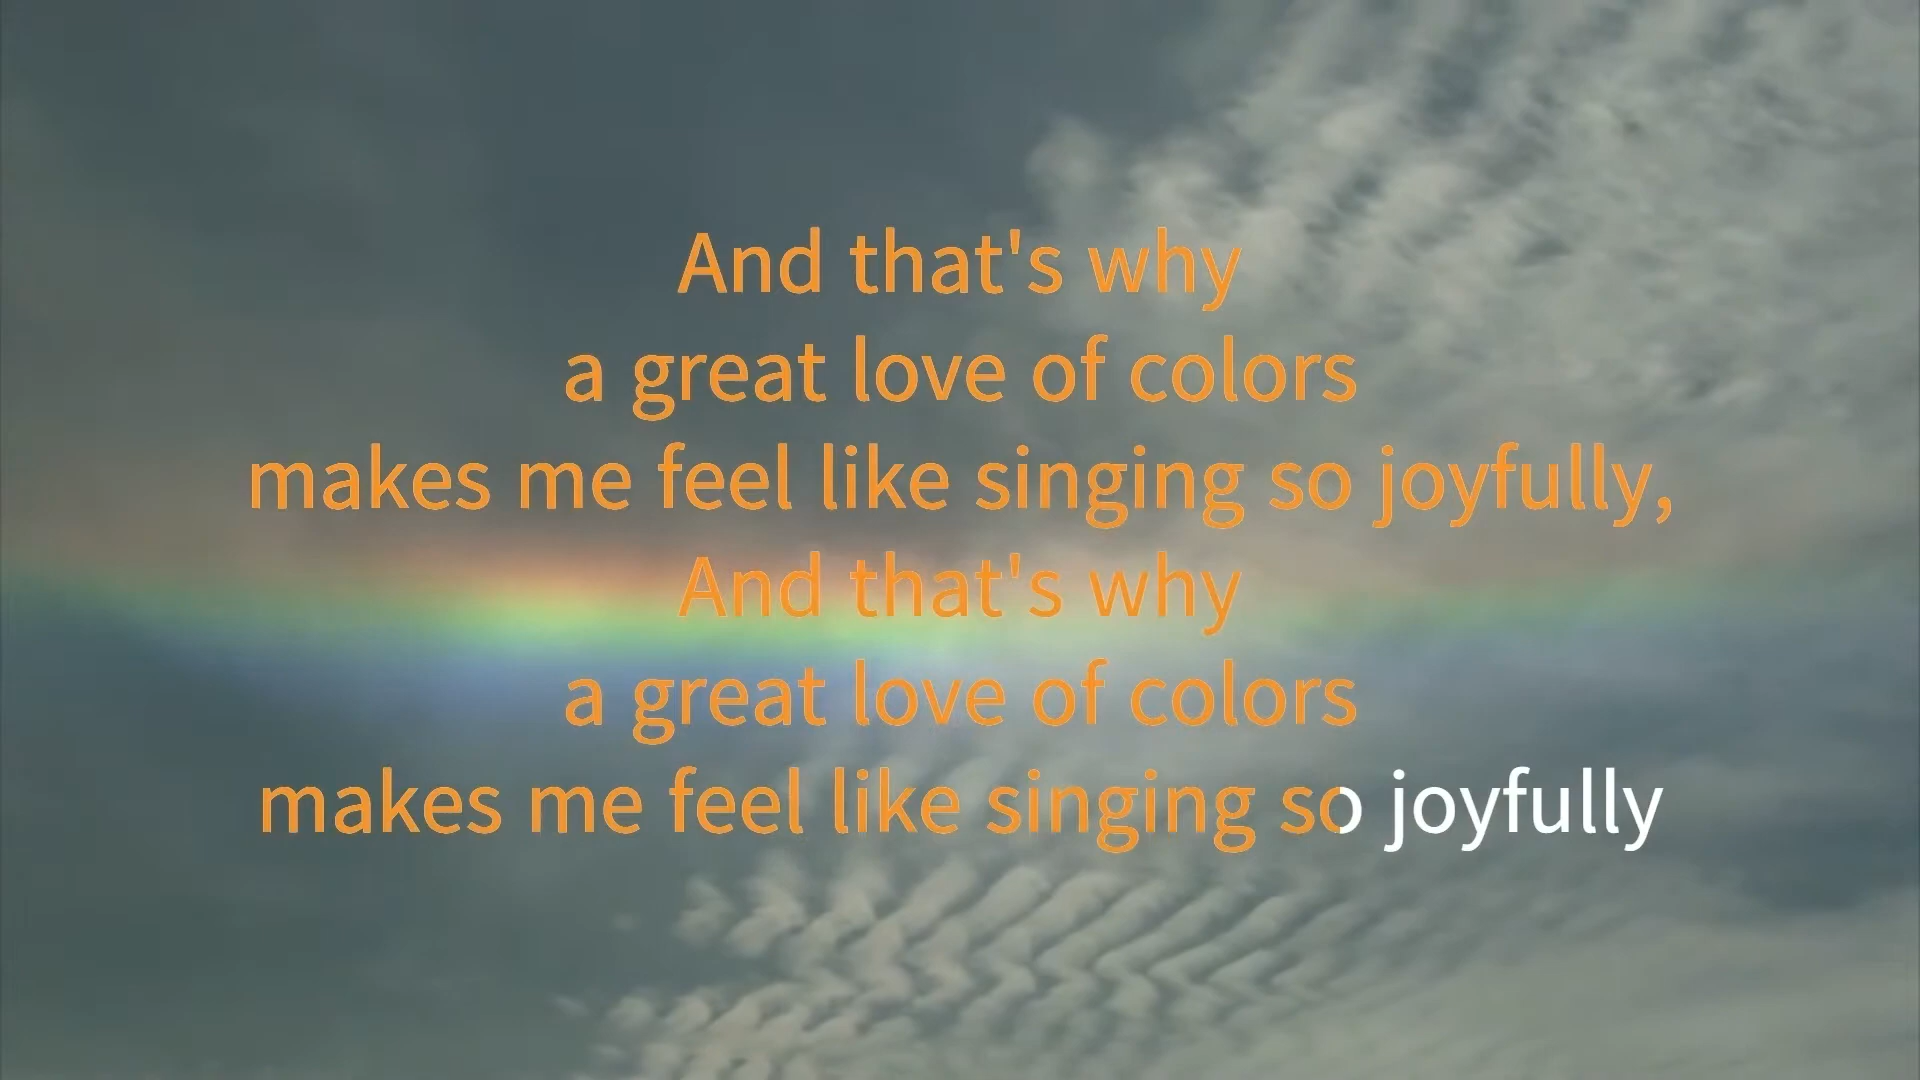 And that's why
a great love of colors
makes me feel like singing so joyfully,
And that's why
a great love of colors
makes me feel like singing so joyfully